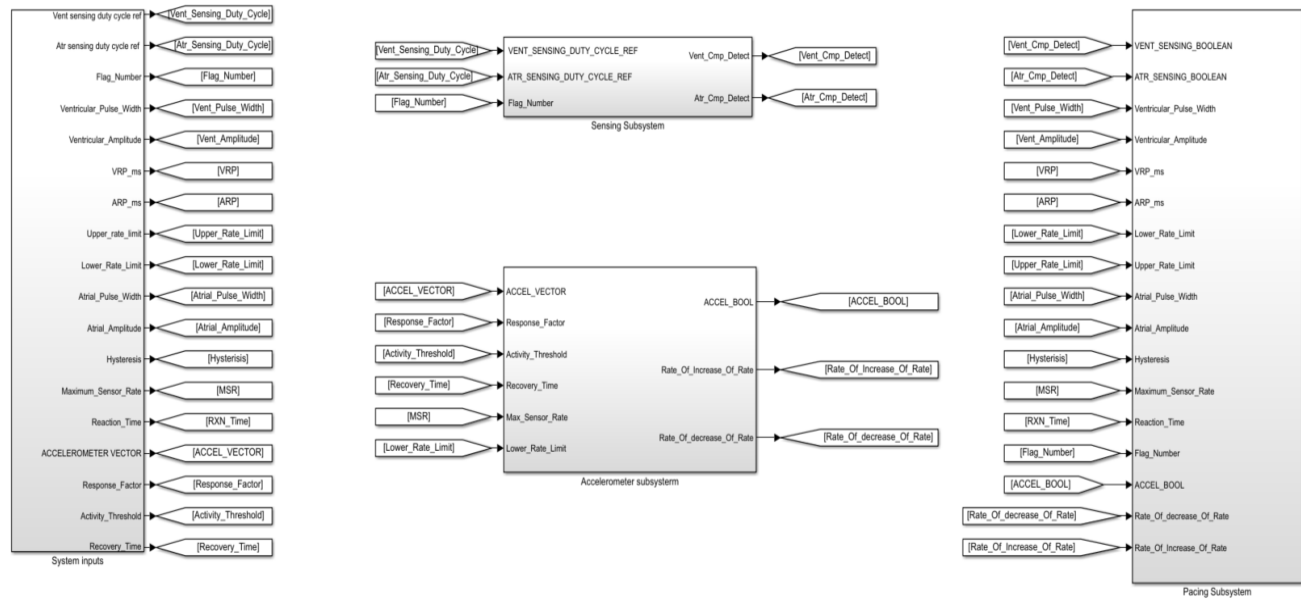 Vent sensing duty cycle ref
[Vent_Sensing_Duty_Cycle]
Atr sensing duty cycle ref
[Atr_Sensing_Duty_Cycle]
Flag_Number
[Flag_Number]
Ventricular_Pulse_Width
[Vent_Pulse_Width]
Ventricular_Amplitude
[Vent_Amplitude]
VRP_ms
[VRP]
ARP_ms
[ARP]
Upper_rate_limit
[Upper_Rate_Limit]
Lower_Rate_Limit
[Lower_Rate_Limit]
Atrial_Pulse_Width
[Atrial_Pulse_Width]
Atrial_Amplitude
[Atrial_Amplitude]
Hysteresis
[Hysterisis]
Maximum_Sensor_Rate
[MSR]
Reaction_Time
[RXN_Time]
ACCELEROMETER VECTOR
[ACCEL_VECTOR]
Response_Factor
[Response_Factor]
Activity_Threshold
[Activity_Threshold]
Recovery_Time
[Recovery_Time]
System inputs
[Vent_Sensing_Duty_Cycle]
VENT_SENSING_DUTY_CYCLE_REF
[Atr_Sensing_Duty_Cycle]
ATR_SENSING_DUTY_CYCLE_REF
[Flag_Number]
Flag_Number
Vent_Cmp_Detect
[Vent_Cmp_Detect]
Atr_Cmp_Detect
[Atr_Cmp_Detect]
Sensing Subsystem
[ACCEL_VECTOR]
ACCEL_VECTOR
[Response_Factor]
Response_Factor
[Activity_Threshold]
Activity_Threshold
[Recovery_Time]
Recovery_Time
[MSR]
Max_Sensor_Rate
[Lower_Rate_Limit]
Lower_Rate_Limit
ACCEL_BOOL
[ACCEL_BOOL]
Rate_Of_Increase_Of_Rate
[Rate_Of_Increase_Of_Rate]
Rate_Of_decrease_Of_Rate
[Rate_Of_decrease_Of_Rate]
Accelerometer subsysterm
[Vent_Cmp_Detect]
VENT_SENSING_BOOLEAN
[Atr_Cmp_Detect]
ATR_SENSING_BOOLEAN
[Vent_Pulse_Width]
Ventricular_Pulse_Width
[Vent_Amplitude]
Ventricular_Amplitude
[VRP]
VRP_ms
[ARP]
ARP_ms
[Lower_Rate_Limit]
Lower_Rate_Limit
[Upper_Rate_Limit]
Upper_Rate_Limit
[Atrial_Pulse_Width]
Atrial_Pulse_Width
[Atrial_Amplitude]
Atrial_Amplitude
[Hysterisis]
Hysteresis
[MSR]
Maximum_Sensor_Rate
[RXN_Time]
Reaction_Time
[Flag_Number]
Flag_Number
[ACCEL_BOOL]
ACCEL_BOOL
[Rate_Of_decrease_Of_Rate]
Rate_Of_decrease_Of_Rate
[Rate_Of_Increase_Of_Rate]
Rate_Of_Increase_Of_Rate
Pacing Subsystem